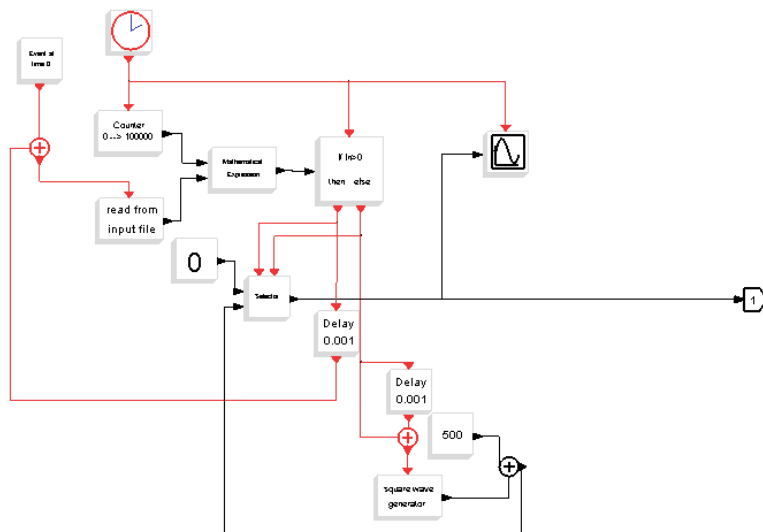 Event at
time 0
Counter
0 --> 100000
Mathematical
Expression
If in>0
then else
read from
input file
0
Selector
1
Delay
0.001
Delay
0.001
500
square wave
generator